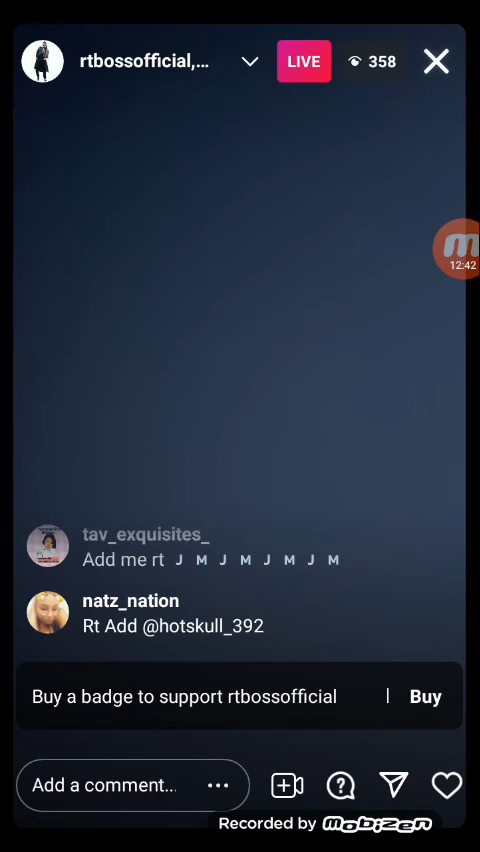 rtbossofficial,...
LIVE
358
12:42
tav_exquisites_
Add me rt J M J M J M J M
natz_nation
Rt Add @hotskull_392
Buy a badge to support rtbossofficial | Buy
Add a comment...
Recorded by mobizen